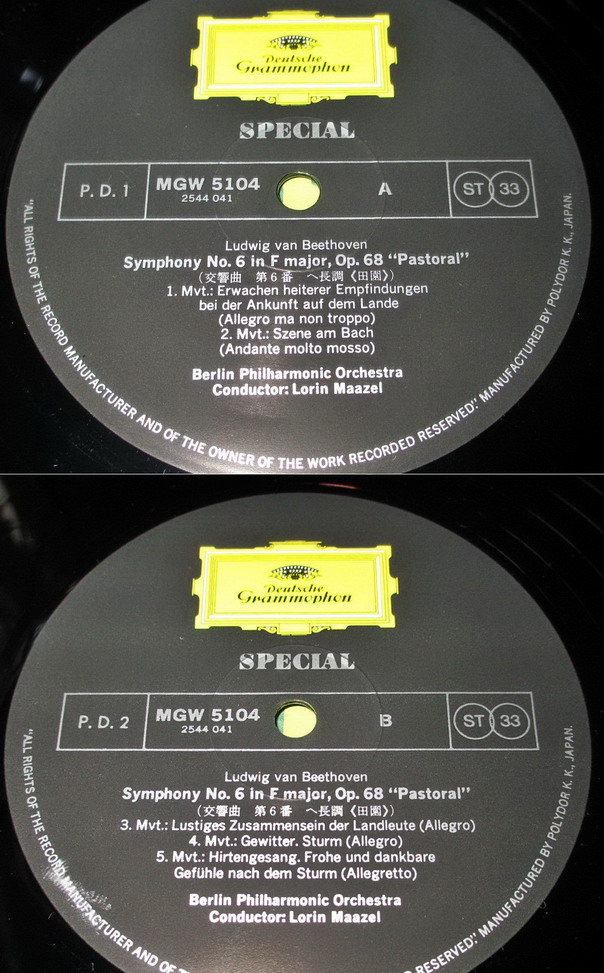 Deutsche
Grammophon
SPECIAL
P. D. 1
MGW 5104
2544 041
A
ST 33
Ludwig van Beethoven
Symphony No. 6 in F major, Op. 68 “Pastoral”
(交響曲 第6番 ヘ長調《田園》)
1. Mvt.: Erwachen heiterer Empfindungen
bei der Ankunft auf dem Lande
(Allegro ma non troppo)
2. Mvt.: Szene am Bach
(Andante molto mosso)
Berlin Philharmonic Orchestra
Conductor: Lorin Maazel
“ALL RIGHTS OF THE RECORD MANUFACTURER AND OF THE OWNER OF THE WORK RECORDED RESERVED”. MANUFACTURED BY POLYDOR K. K., JAPAN.
Deutsche
Grammophon
SPECIAL
P. D. 2
MGW 5104
2544 041
B
ST 33
Ludwig van Beethoven
Symphony No. 6 in F major, Op. 68 “Pastoral”
(交響曲 第6番 ヘ長調《田園》)
3. Mvt.: Lustiges Zusammensein der Landleute (Allegro)
4. Mvt.: Gewitter. Sturm (Allegro)
5. Mvt.: Hirtengesang. Frohe und dankbare
Gefühle nach dem Sturm (Allegretto)
Berlin Philharmonic Orchestra
Conductor: Lorin Maazel
“ALL RIGHTS OF THE RECORD MANUFACTURER AND OF
RECORDED RESERVED”. MANUFACTURED BY POLYDOR K. K., JAPAN.